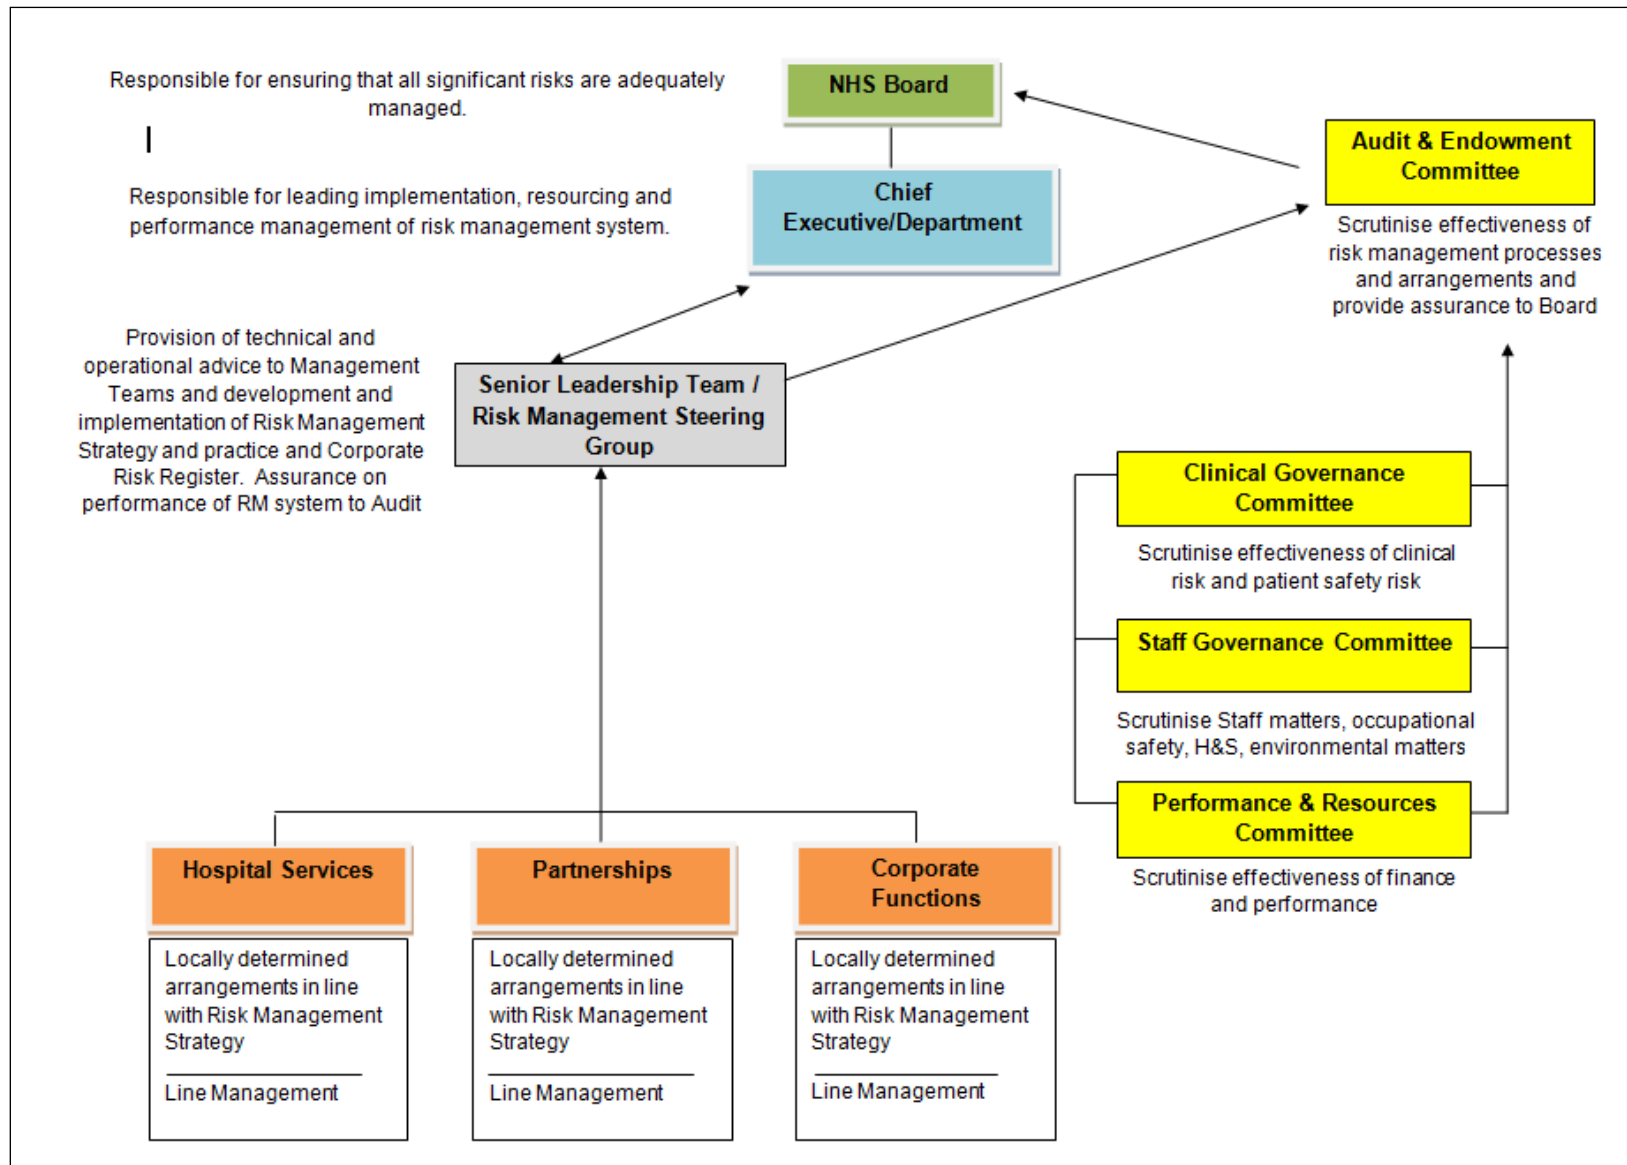 Responsible for ensuring that all significant risks are adequately
managed.
NHS Board
Audit & Endowment
Committee
Responsible for leading implementation, resourcing and
performance management of risk management system.
Chief
Executive/Department
Scrutinise effectiveness of
risk management processes
and arrangements and
provide assurance to Board
Provision of technical and
operational advice to Management
Teams and development and
implementation of Risk Management
Strategy and practice and Corporate
Risk Register. Assurance on
performance of RM system to Audit
Senior Leadership Team /
Risk Management Steering
Group
Clinical Governance
Committee
Scrutinise effectiveness of clinical
risk and patient safety risk
Staff Governance Committee
Scrutinise Staff matters, occupational
safety, H&S, environmental matters
Performance & Resources
Committee
Scrutinise effectiveness of finance
and performance
Hospital Services
Locally determined
arrangements in line
with Risk Management
Strategy
Line Management
Partnerships
Locally determined
arrangements in line
with Risk Management
Strategy
Line Management
Corporate
Functions
Locally determined
arrangements in line
with Risk Management
Strategy
Line Management